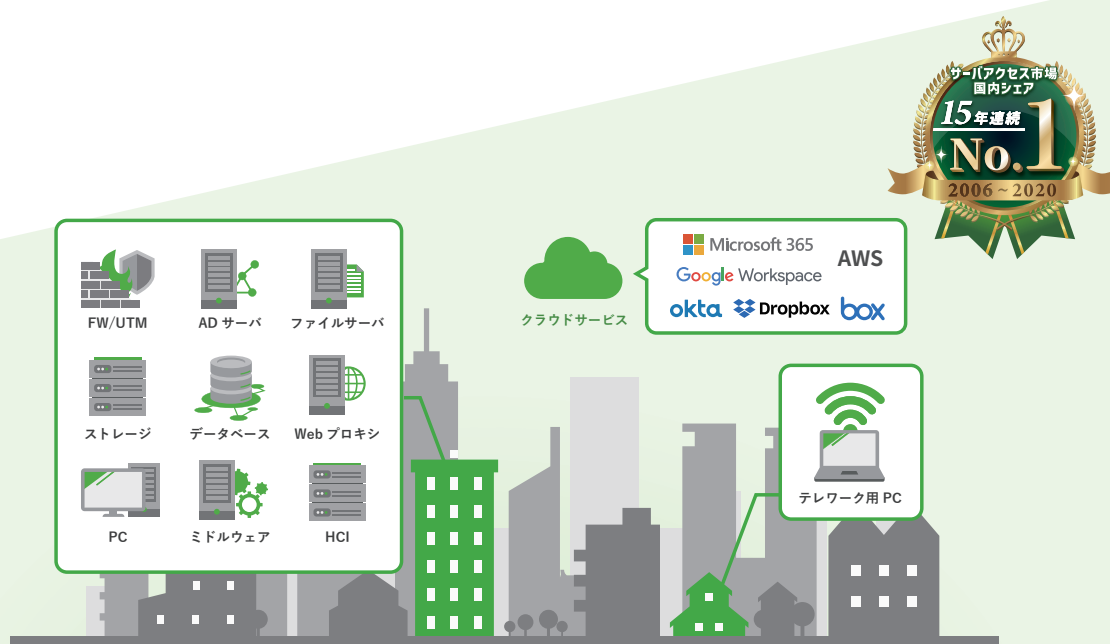 サーバアクセス市場
国内シェア
15年連続
No.1
2006~2020
FW/UTM
AD サーバ
ファイルサーバ
ストレージ
データベース
Web プロキシ
PC
ミドルウェア
HCI
クラウドサービス
Microsoft 365
AWS
Google Workspace
okta
Dropbox
box
テレワーク用 PC